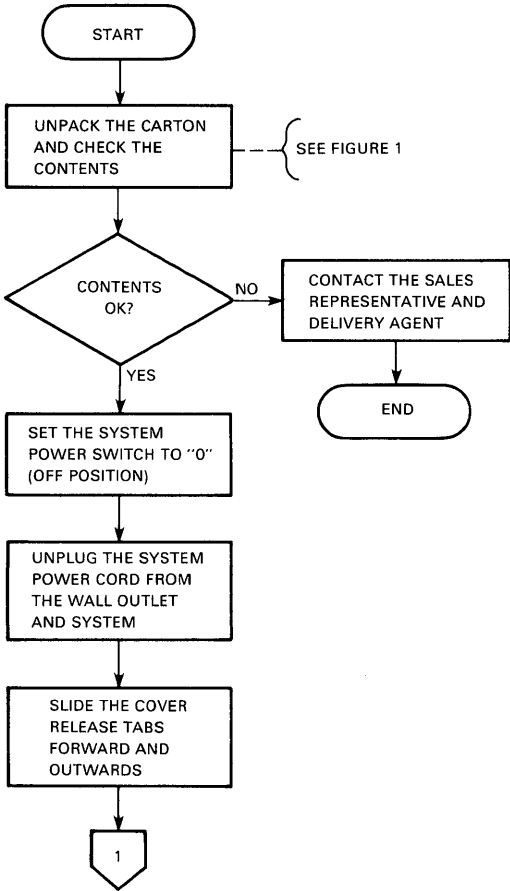 START
UNPACK THE CARTON
AND CHECK THE
CONTENTS
SEE FIGURE 1
CONTENTS
OK?
NO
CONTACT THE SALES
REPRESENTATIVE AND
DELIVERY AGENT
END
YES
SET THE SYSTEM
POWER SWITCH TO "0"
(OFF POSITION)
UNPLUG THE SYSTEM
POWER CORD FROM
THE WALL OUTLET
AND SYSTEM
SLIDE THE COVER
RELEASE TABS
FORWARD AND
OUTWARDS
1